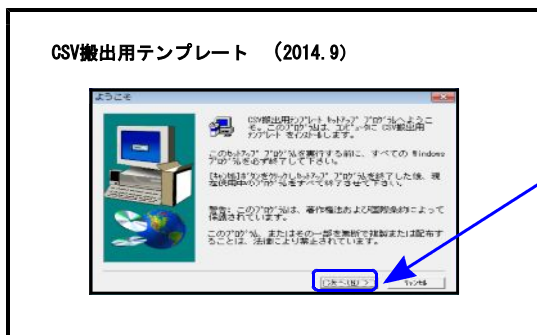 CSV搬出用テンプレート （2014.9）
ようこそ
CSV搬出用ﾃﾝﾌﾟﾚｰﾄ ｾｯﾄｱｯﾌﾟ ﾌﾟﾛｸﾞﾗﾑへようこ
そ。このﾌﾟﾛｸﾞﾗﾑは、ｺﾝﾋﾟｭｰﾀに CSV搬出用
ﾃﾝﾌﾟﾚｰﾄ をｲﾝｽﾄｰﾙします。
このｾｯﾄｱｯﾌﾟ ﾌﾟﾛｸﾞﾗﾑを実行する前に、すべての Windows
ﾌﾟﾛｸﾞﾗﾑを必ず終了して下さい。
[ｷｬﾝｾﾙ]ﾎﾞﾀﾝをｸﾘｯｸしｾｯﾄｱｯﾌﾟ ﾌﾟﾛｸﾞﾗﾑを終了した後、現
在使用中のﾌﾟﾛｸﾞﾗﾑをすべて終了させて下さい。
警告: このﾌﾟﾛｸﾞﾗﾑは、著作権法および国際条約によって
保護されています。
このﾌﾟﾛｸﾞﾗﾑ、またはその一部を無断で複製または配布す
ることは、法律により禁止されています。
次へ(N) >
ｷｬﾝｾﾙ